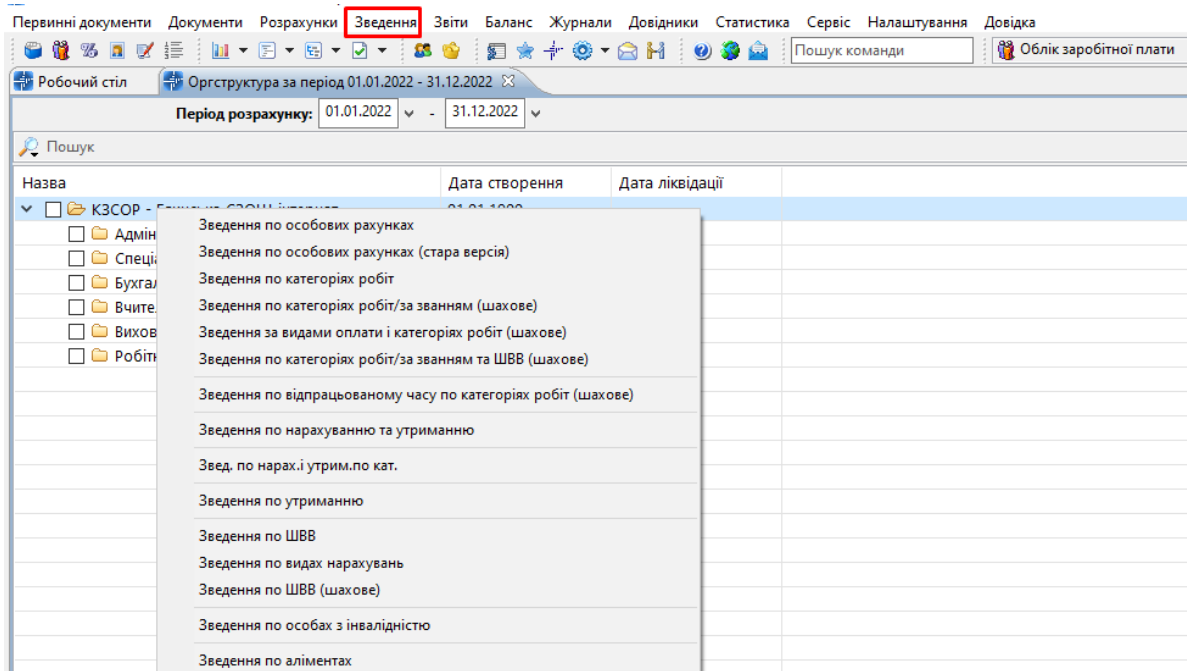 Первинні документи Документи Розрахунки Зведення Звіти Баланс Журнали Довідники Статистика Сервіс Налаштування Довідка
Пошук команди Облік заробітної плати
Робочий стіл Оргструктура за період 01.01.2022 - 31.12.2022
Період розрахунку: 01.01.2022 - 31.12.2022
Пошук
Назва Дата створення Дата ліквідації
КЗСОР -
Адмін
Спеці
Бухгал
Вчите
Вихов
Робітн
Зведення по особових рахунках
Зведення по особових рахунках (стара версія)
Зведення по категоріях робіт
Зведення по категоріях робіт/за званням (шахове)
Зведення за видами оплати і категоріях робіт (шахове)
Зведення по категоріях робіт/за званням та ШВВ (шахове)
Зведення по відпрацьованому часу по категоріях робіт (шахове)
Зведення по нарахуванню та утриманню
Звед. по нарах.і утрим.по кат.
Зведення по утриманню
Зведення по ШВВ
Зведення по видах нарахувань
Зведення по ШВВ (шахове)
Зведення по особах з інвалідністю
Зведення по аліментах